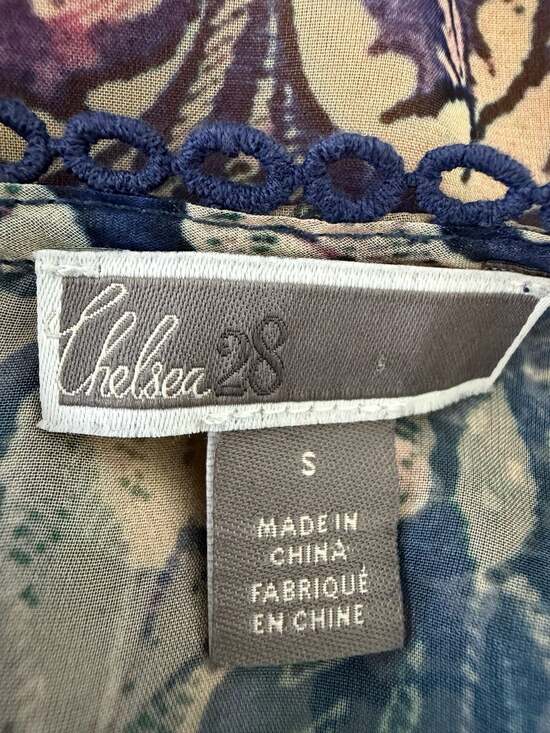 Chelsea 28
S
MADE IN
CHINA
FABRIQUÉ
EN CHINE